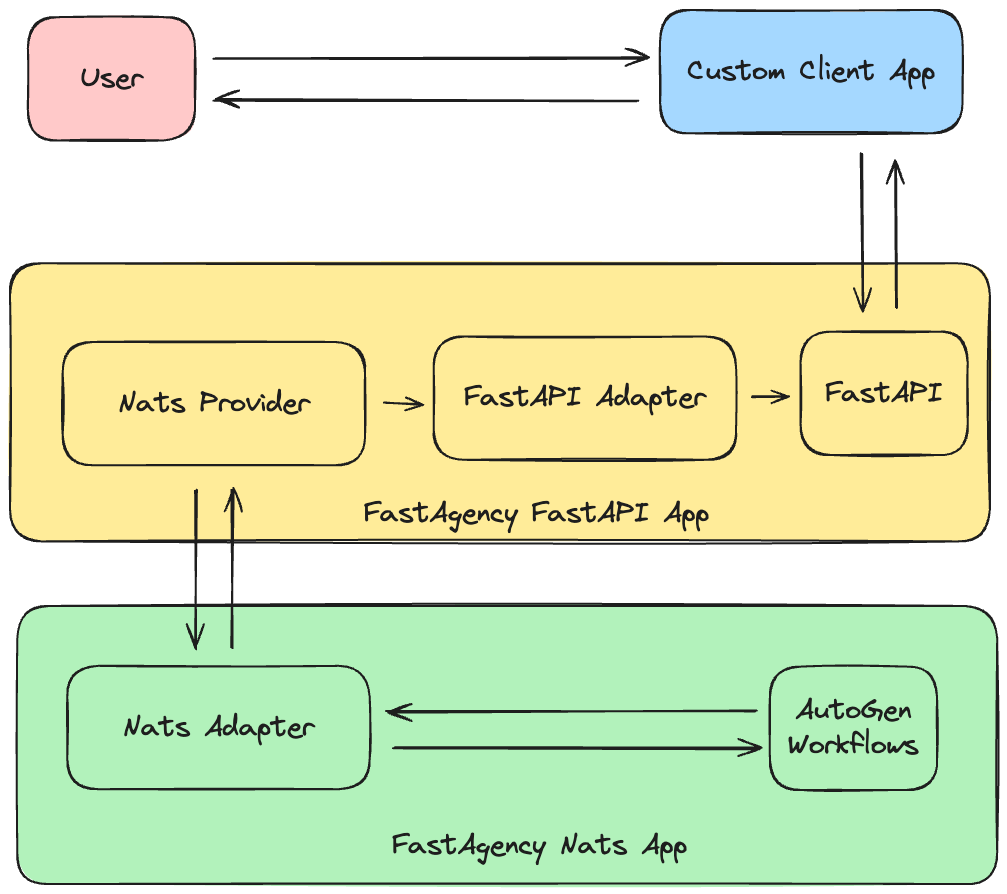 User
Custom Client App
Nats Provider
FastAPI Adapter
FastAPI
FastAgency FastAPI App
Nats Adapter
AutoGen
Workflows
FastAgency Nats App